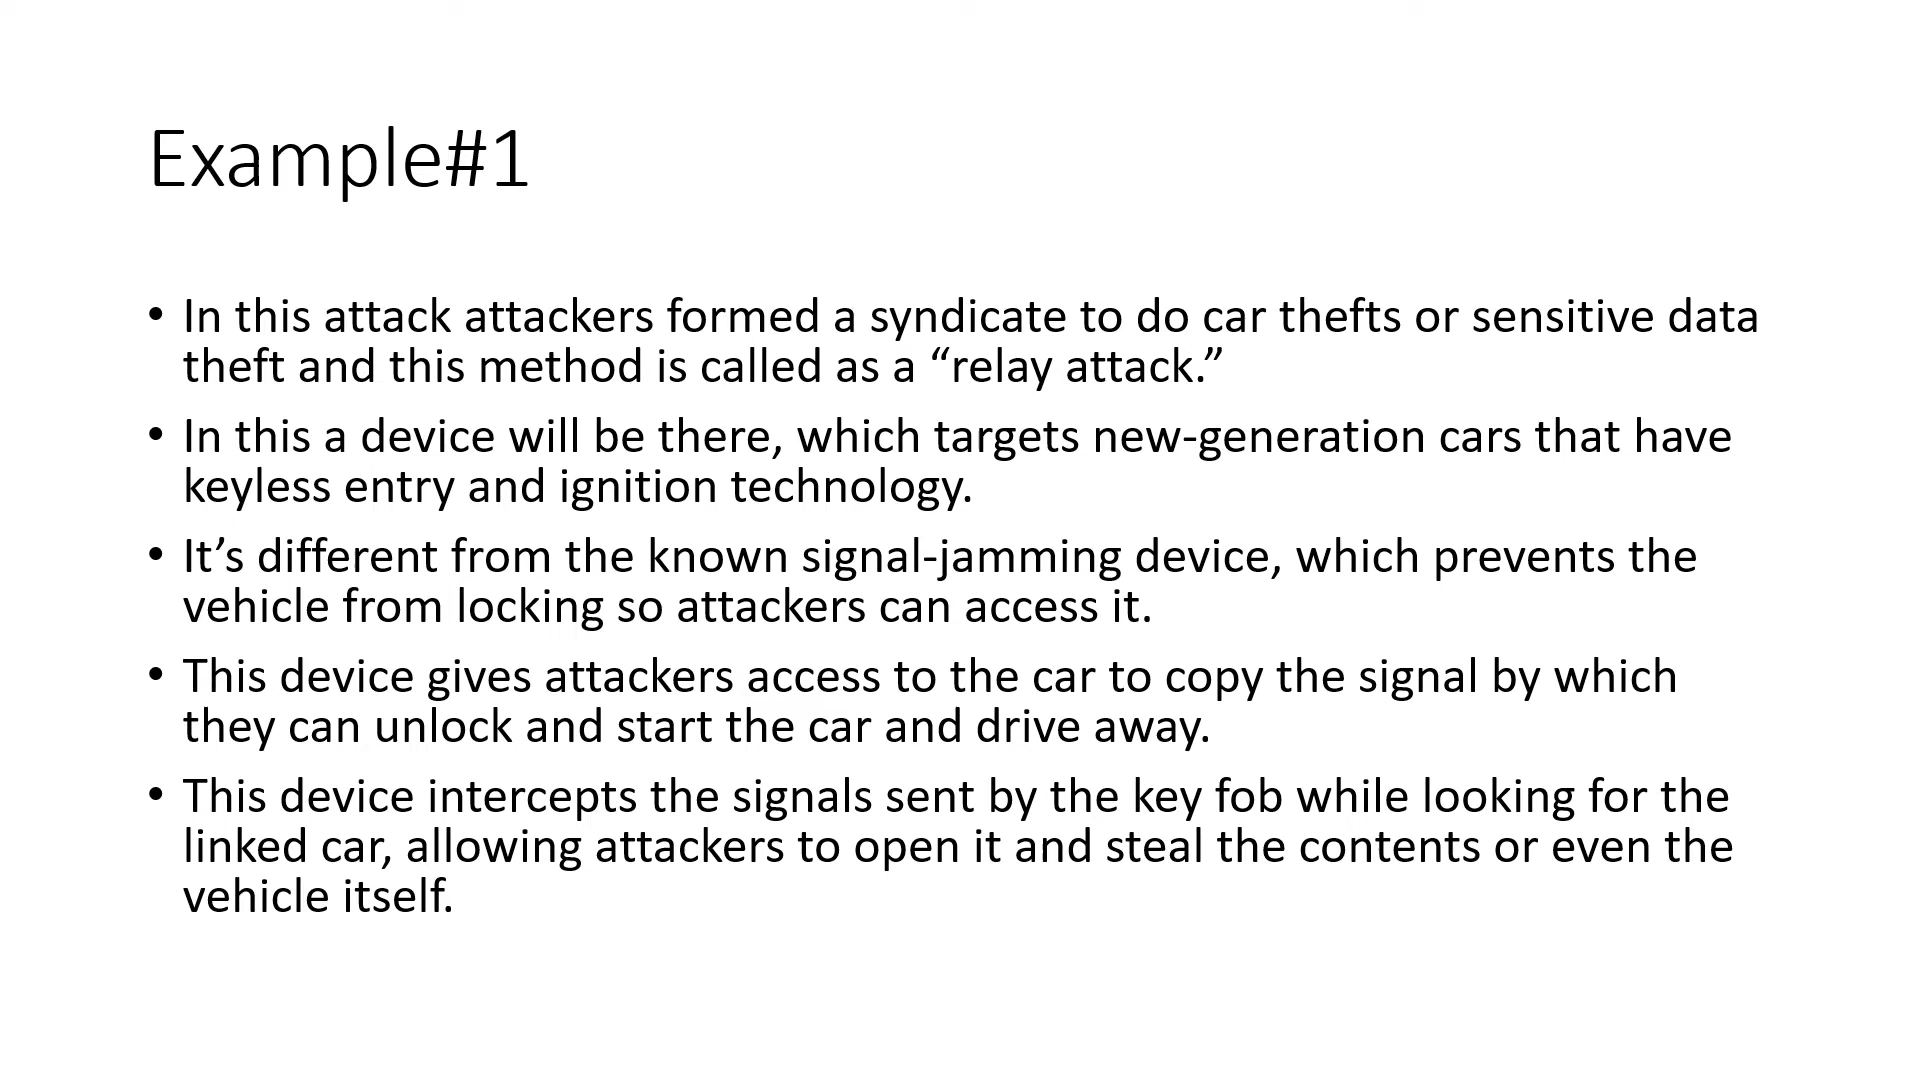 Example#1
• In this attack attackers formed a syndicate to do car thefts or sensitive data
theft and this method is called as a “relay attack.”
• In this a device will be there, which targets new-generation cars that have
keyless entry and ignition technology.
• It’s different from the known signal-jamming device, which prevents the
vehicle from locking so attackers can access it.
• This device gives attackers access to the car to copy the signal by which
they can unlock and start the car and drive away.
• This device intercepts the signals sent by the key fob while looking for the
linked car, allowing attackers to open it and steal the contents or even the
vehicle itself.